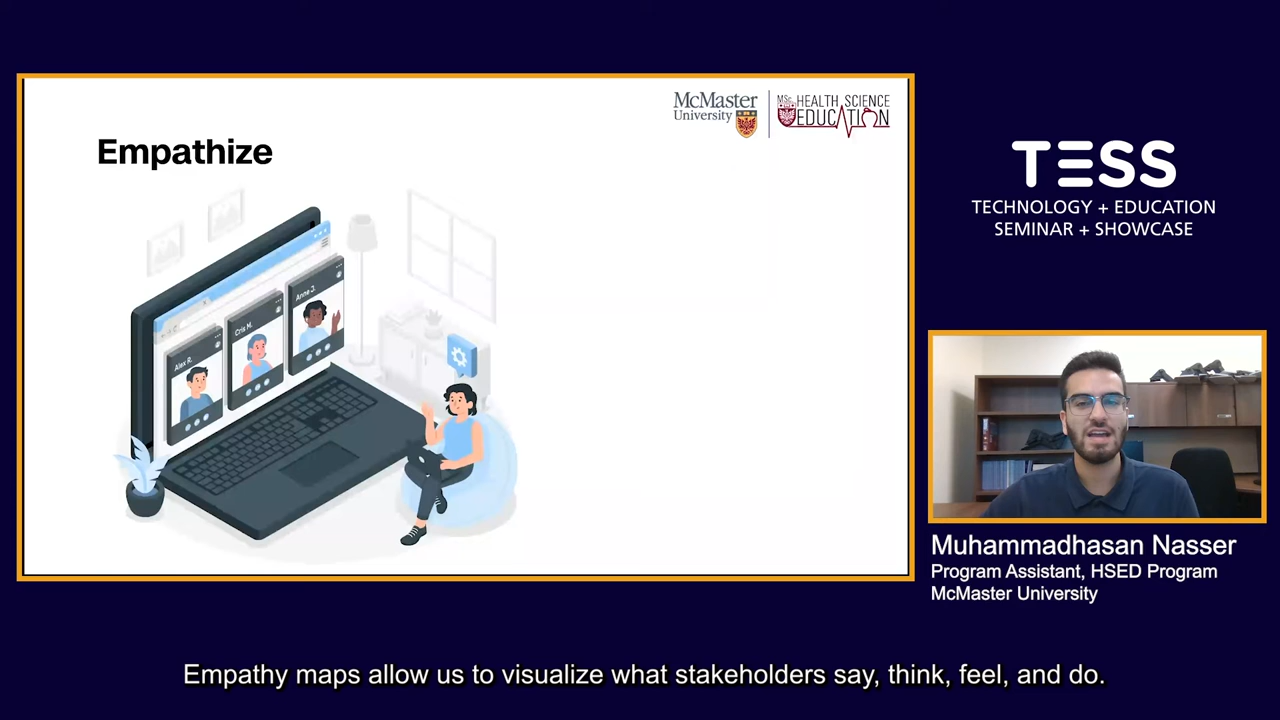 McMaster
University
MSc
HEALTH SCIENCE
EDUCATION
Empathize
Alex R.
Cris M.
Anne J.
TESS
TECHNOLOGY + EDUCATION
SEMINAR + SHOWCASE
Muhammadhasan Nasser
Program Assistant, HSED Program
McMaster University
Empathy maps allow us to visualize what stakeholders say, think, feel, and do.